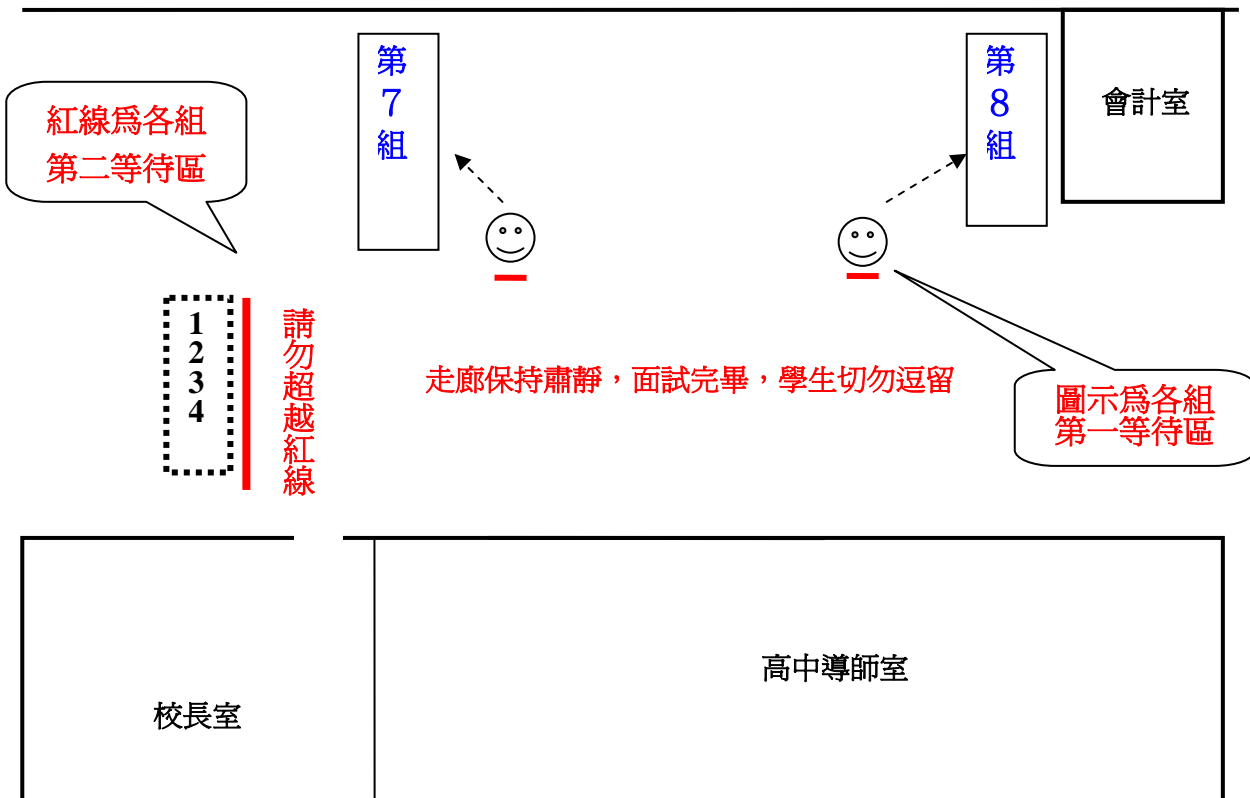 第7組
第8組
會計室
紅線為各組
第二等待區
1
2
3
4
請勿超越紅線
走廊保持肅靜，面試完畢，學生切勿逗留
圖示為各組
第一等待區
高中導師室
校長室